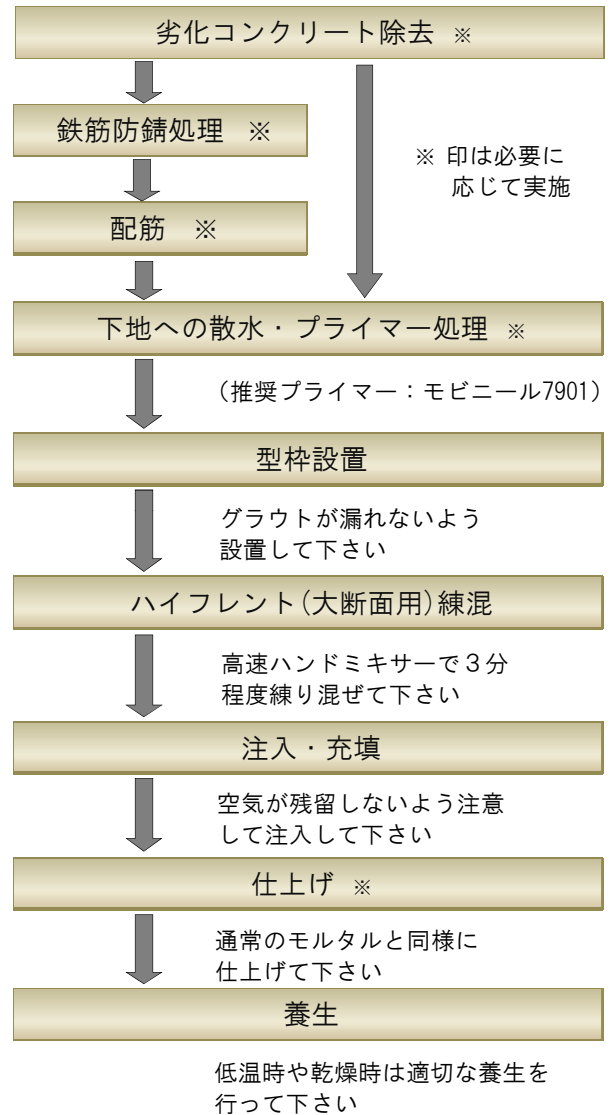 劣化コンクリート除去 ※
鉄筋防錆処理 ※
※ 印は必要に
応じて実施
配筋 ※
下地への散水・プライマー処理 ※
(推奨プライマー：モビニール7901)
型枠設置
グラウトが漏れないよう
設置して下さい
ハイフレント(大断面用)練混
高速ハンドミキサーで３分
程度練り混ぜて下さい
注入・充填
空気が残留しないよう注意
して注入して下さい
仕上げ ※
通常のモルタルと同様に
仕上げて下さい
養生
低温時や乾燥時は適切な養生を
行って下さい